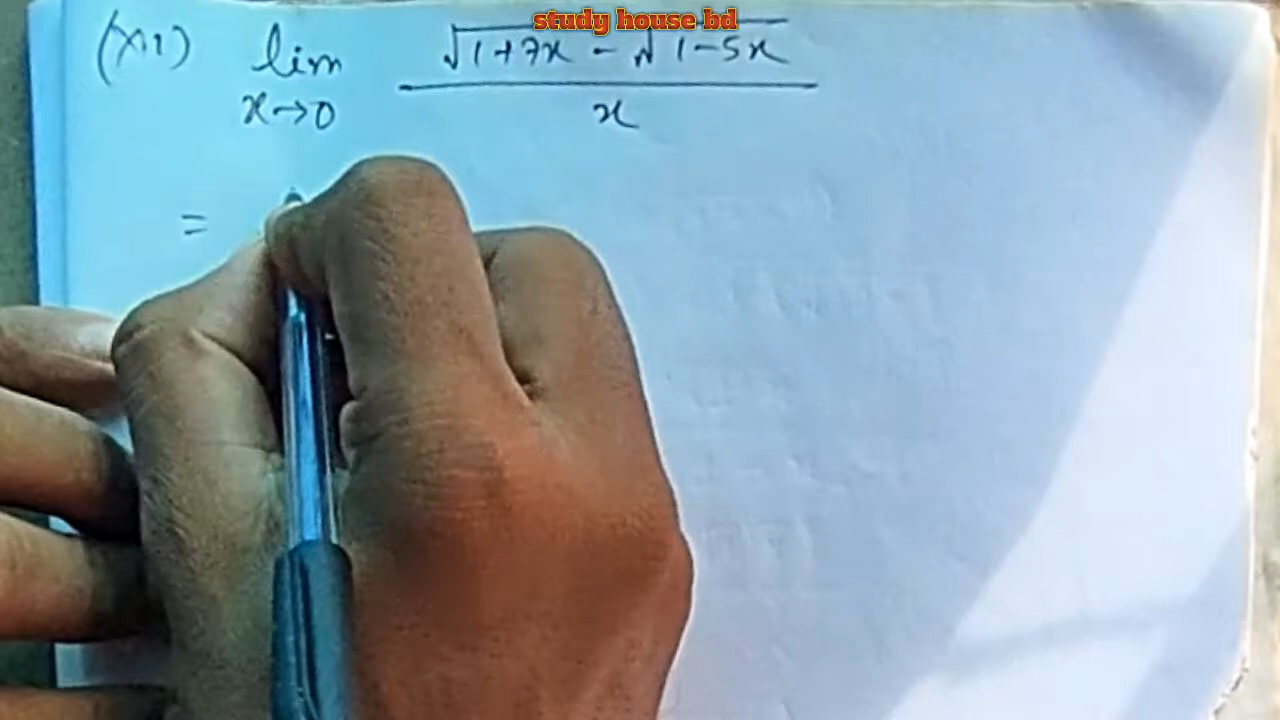 study house bd
(xii) lim √1+7x - √1-5x
x→0 x
=